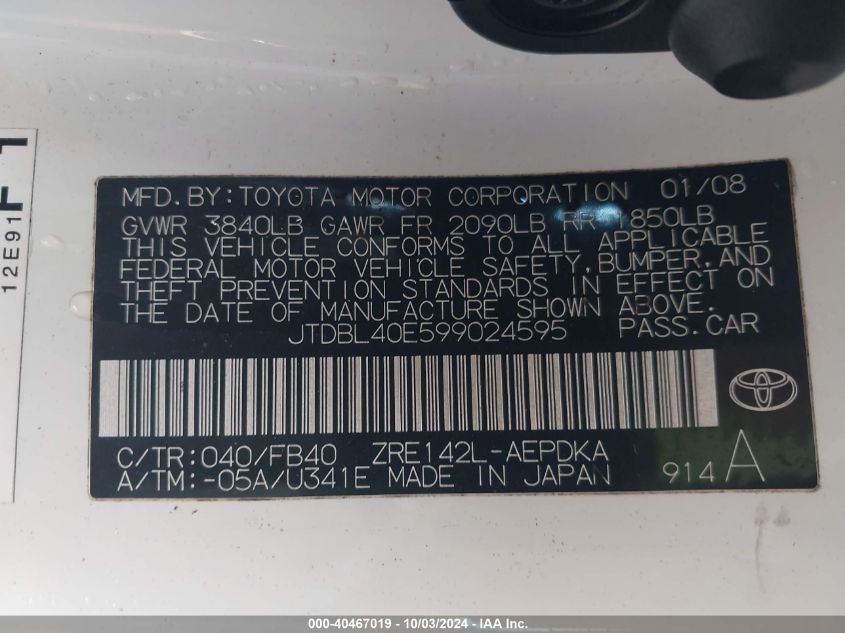 MFD. BY: TOYOTA MOTOR CORPORATION 01/08
GVWR 3840LB GAWR FR 2090LB RR 1850LB
THIS VEHICLE CONFORMS TO ALL APPLICABLE
FEDERAL MOTOR VEHICLE SAFETY, BUMPER, AND
THEFT PREVENTION STANDARDS IN EFFECT ON
THE DATE OF MANUFACTURE SHOWN ABOVE.
JTDBL40E599024595 PASS. CAR
C/TR: 040/FB40 ZRE142L-AEPDKA
A/TM: -05A/U341E MADE IN JAPAN 914 A
12E91
000-40467019 - 10/03/2024 - IAA Inc.